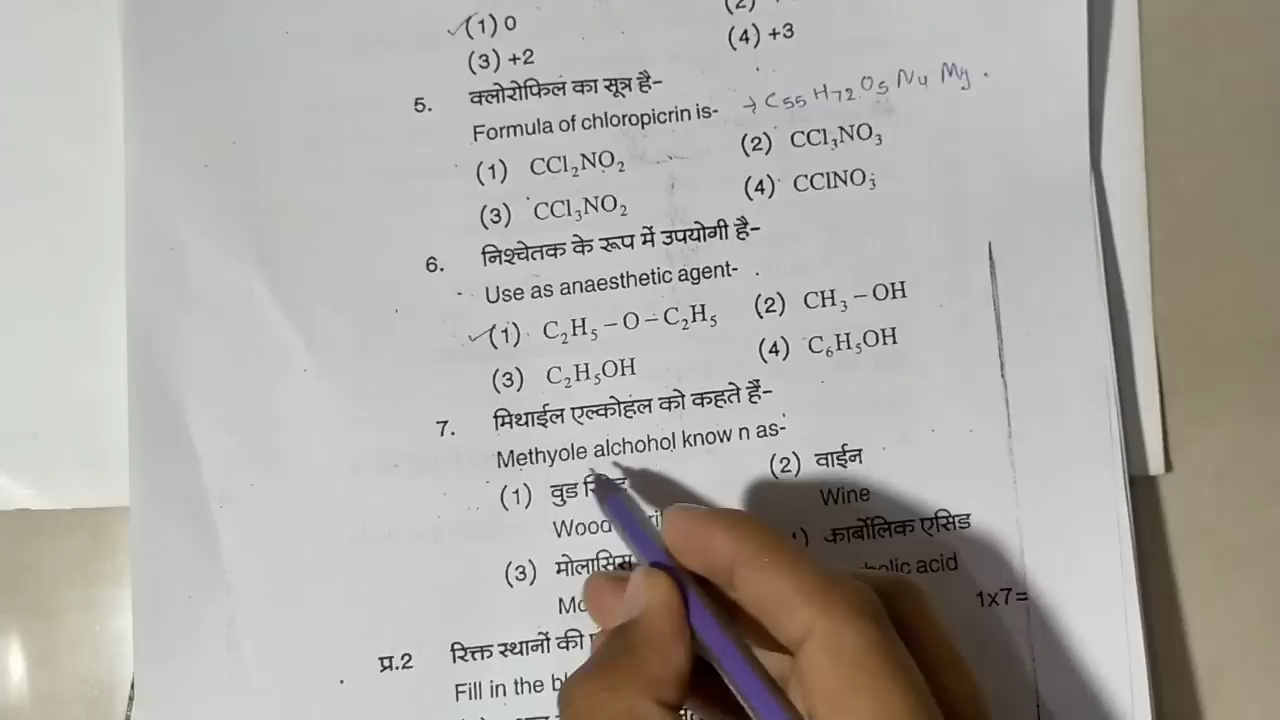 (1) 0
(3) +2
(4) +3
5. क्लोरोफिल का सूत्र है-
Formula of chloropicrin is- → C55 H72 O5 N4 Mg .
(1) CCl₂NO₂
(2) CCl₃NO₃
(3) CCl₃NO₂
(4) CClNO₃
6. निश्चेतक के रूप में उपयोगी है-
Use as anaesthetic agent-
(1) C₂H₅ – O – C₂H₅
(2) CH₃ – OH
(3) C₂H₅OH
(4) C₆H₅OH
7. मिथाईल एल्कोहल को कहते हैं-
Methyole alchohol know n as-
(1) वुड
(2) वाईन
Wine
(3) मोलासिस
कार्बोलिक एसिड
acid
1x7=
प्र.2 रिक्त स्थानों की
Fill in the